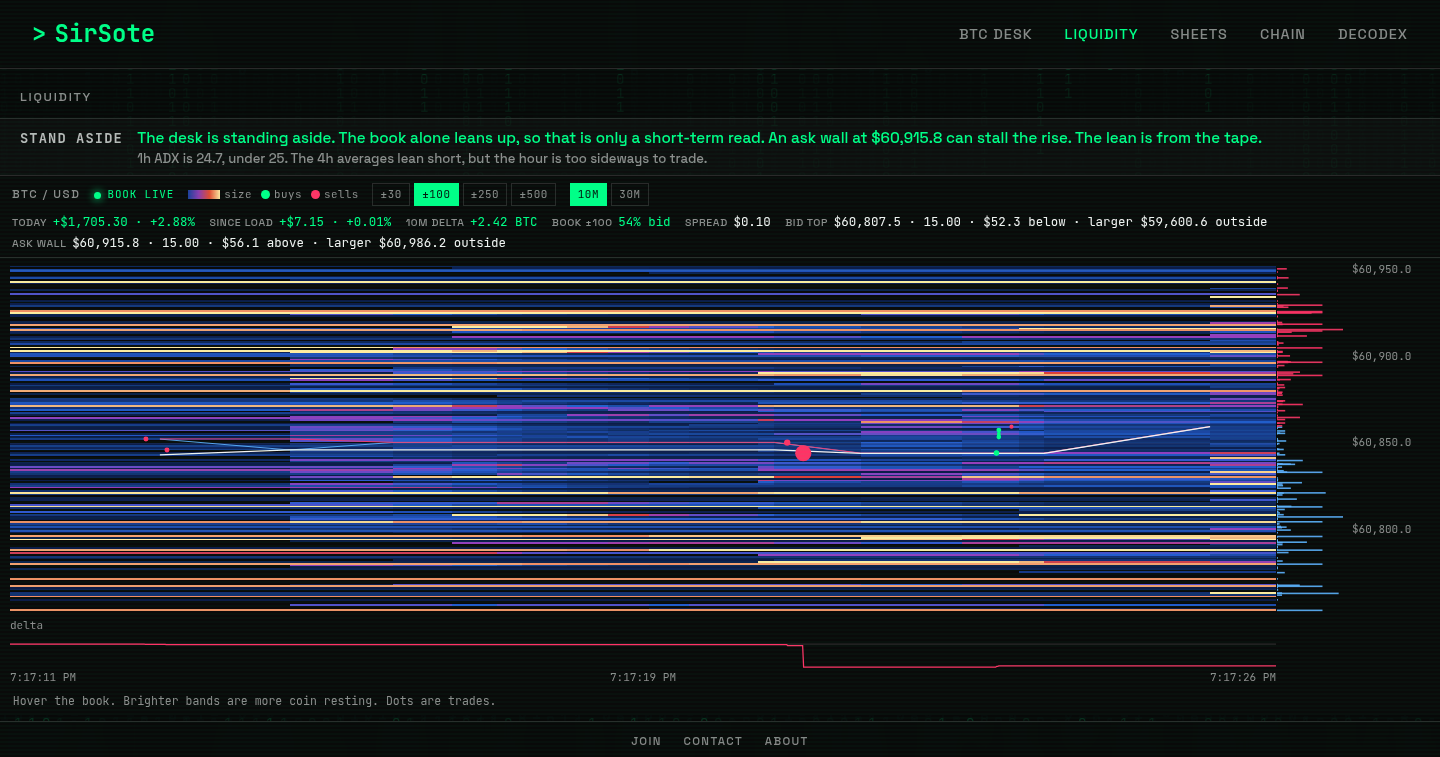 > SirSote
BTC DESK LIQUIDITY SHEETS CHAIN DECODEX
LIQUIDITY
STAND ASIDE The desk is standing aside. The book alone leans up, so that is only a short-term read. An ask wall at $60,915.8 can stall the rise. The lean is from the tape.
1h ADX is 24.7, under 25. The 4h averages lean short, but the hour is too sideways to trade.
BTC / USD BOOK LIVE size buys sells ±30 ±100 ±250 ±500 10M 30M
TODAY +$1,705.30 · +2.88% SINCE LOAD +$7.15 · +0.01% 10M DELTA +2.42 BTC BOOK ±100 54% bid SPREAD $0.10 BID TOP $60,807.5 · 15.00 · $52.3 below · larger $59,600.6 outside
ASK WALL $60,915.8 · 15.00 · $56.1 above · larger $60,986.2 outside
$60,950.0
$60,900.0
$60,850.0
$60,800.0
delta
7:17:11 PM 7:17:19 PM 7:17:26 PM
Hover the book. Brighter bands are more coin resting. Dots are trades.
JOIN CONTACT ABOUT